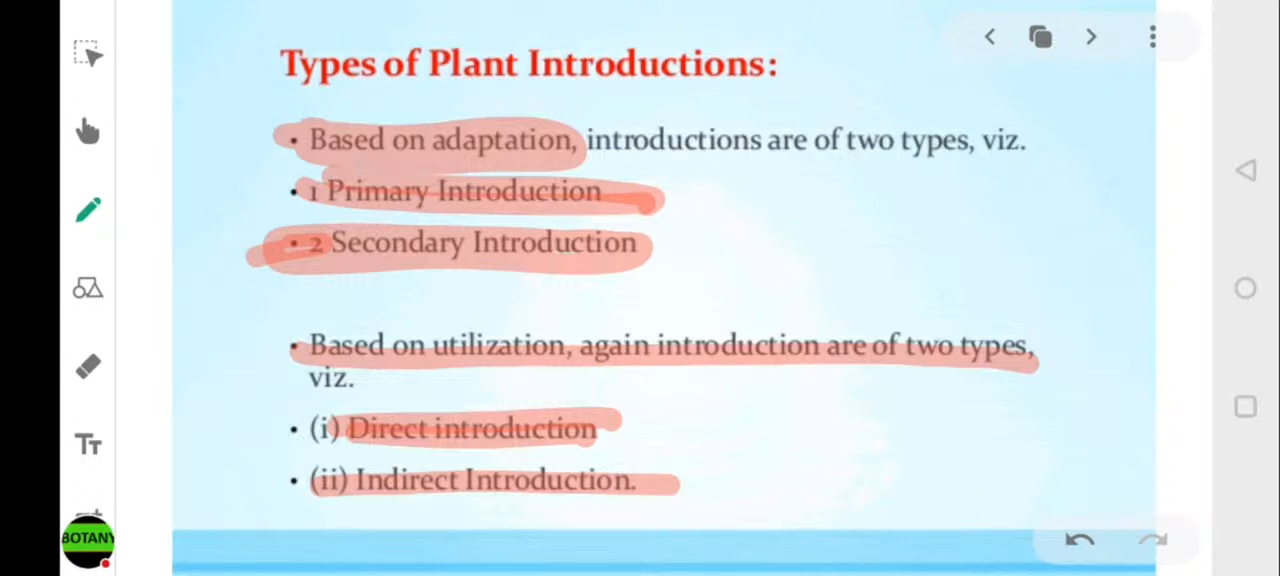 Types of Plant Introductions:
• Based on adaptation, introductions are of two types, viz.
• 1 Primary Introduction
• 2 Secondary Introduction
• Based on utilization, again introduction are of two types,
viz.
• (i) Direct introduction
• (ii) Indirect Introduction.
TT
BOTANY